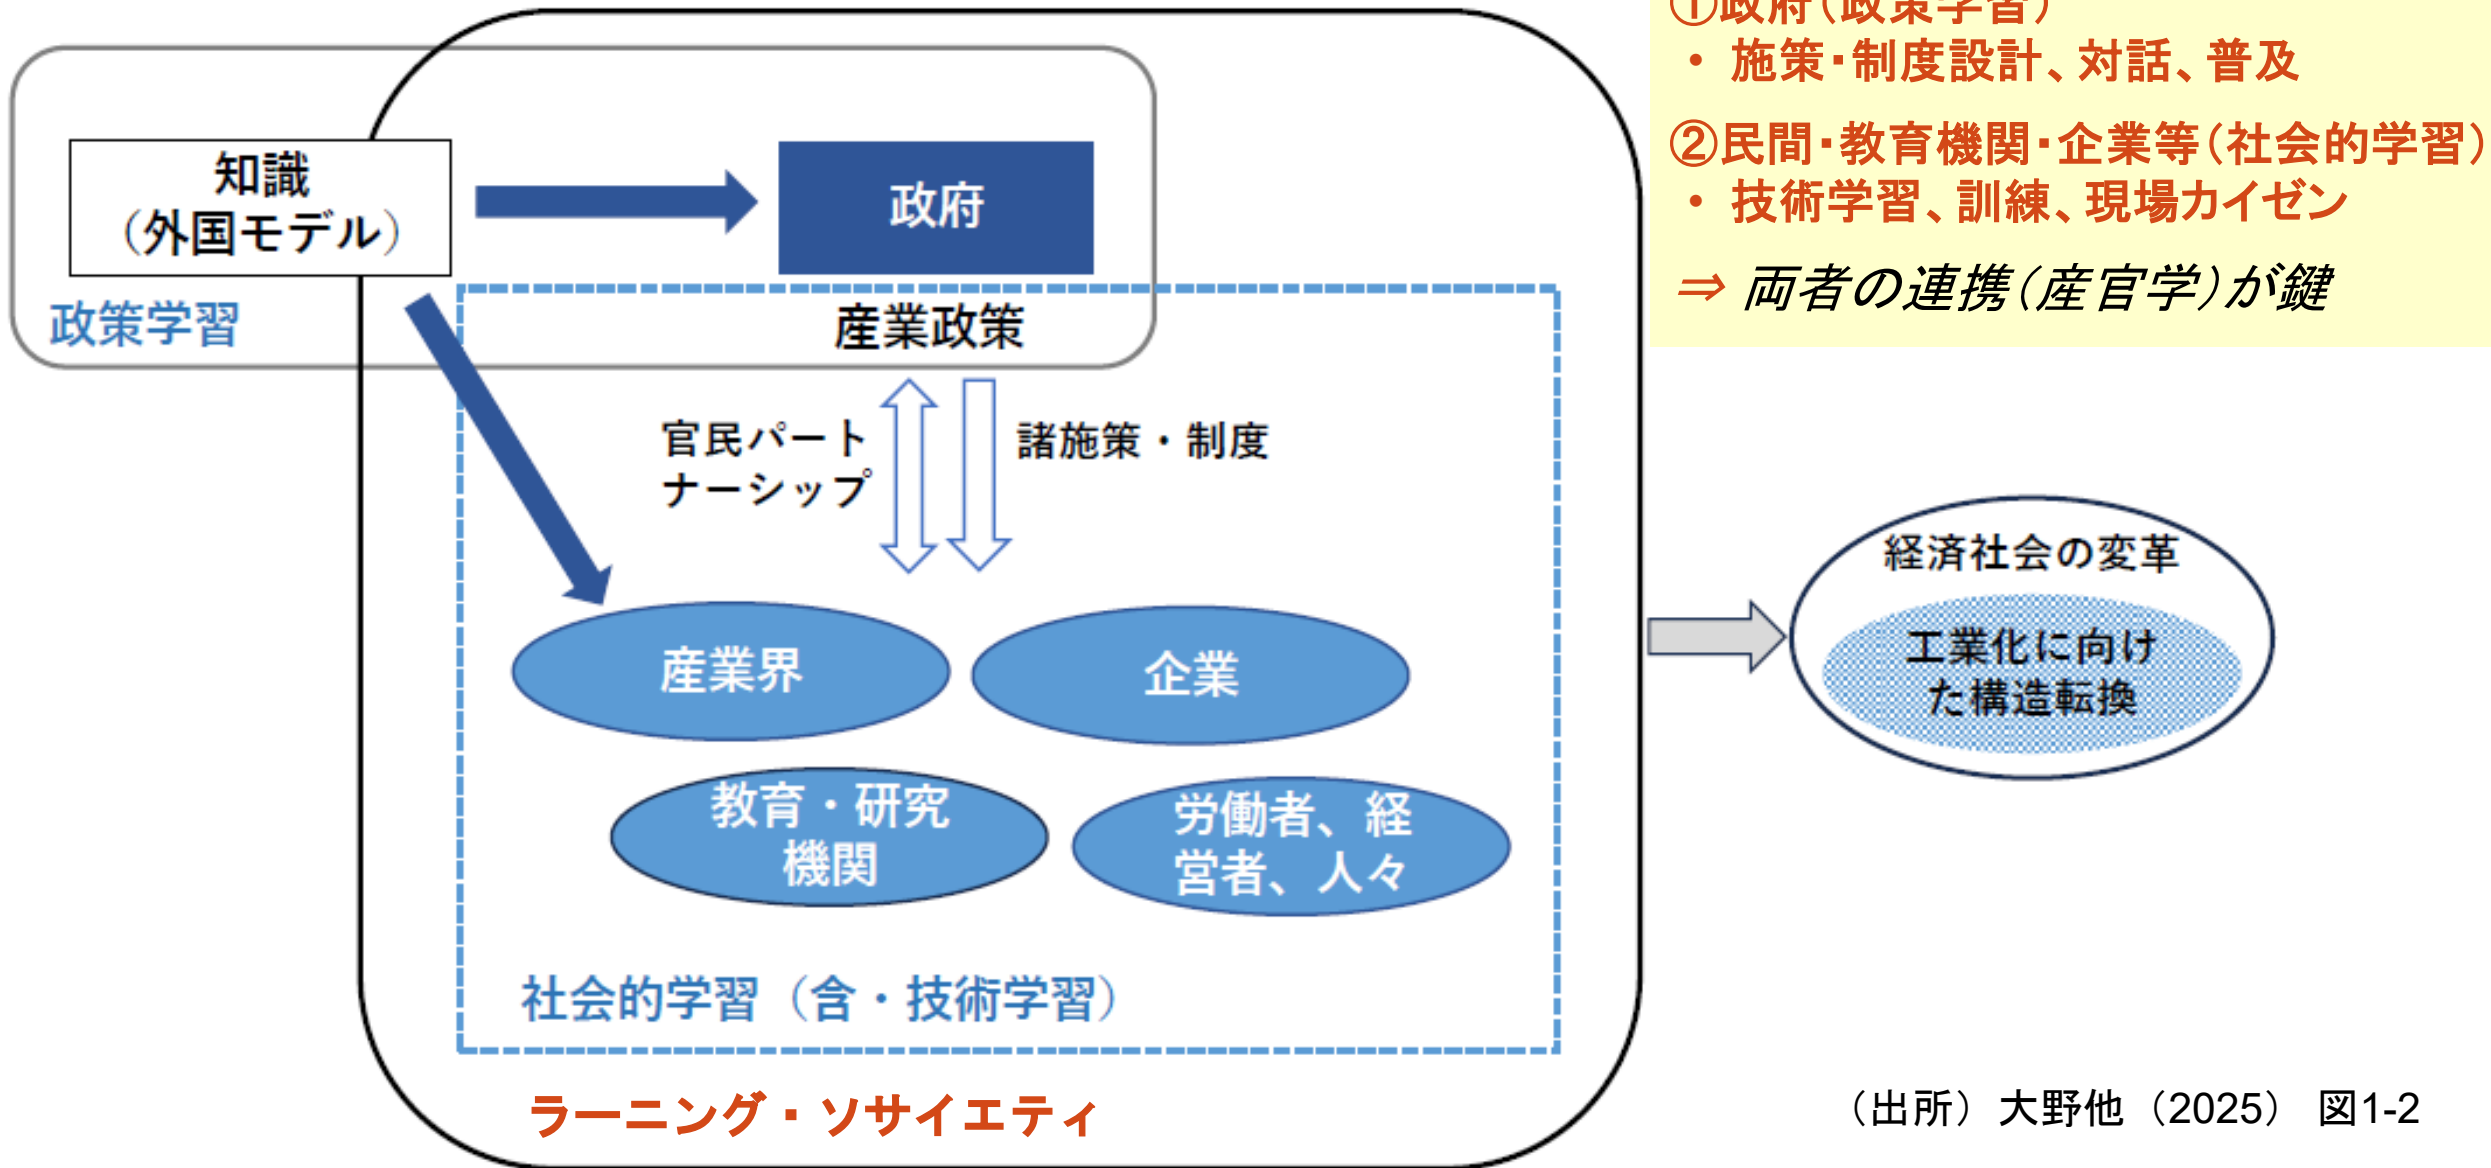 ①政府（政策学習）
・ 施策・制度設計、対話、普及
②民間・教育機関・企業等（社会的学習）
・ 技術学習、訓練、現場カイゼン
⇒ 両者の連携（産官学）が鍵
知識
（外国モデル）
政府
政策学習
産業政策
官民パート
ナーシップ
諸施策・制度
産業界
企業
教育・研究
機関
労働者、経
営者、人々
社会的学習（含・技術学習）
ラーニング・ソサイエティ
経済社会の変革
工業化に向け
た構造転換
（出所）大野他（2025） 図1-2